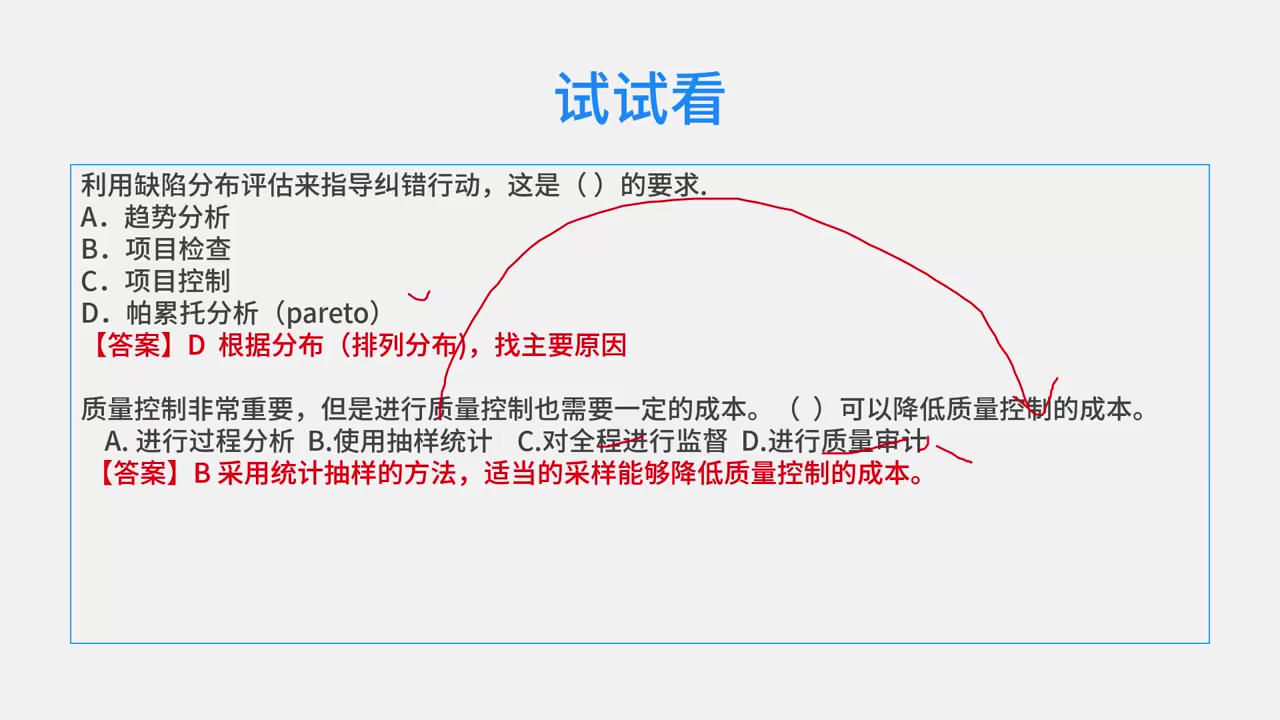 试试看
利用缺陷分布评估来指导纠错行动，这是（ ）的要求.
A．趋势分析
B．项目检查
C．项目控制
D．帕累托分析（pareto）
【答案】D 根据分布（排列分布)，找主要原因
质量控制非常重要，但是进行质量控制也需要一定的成本。（ ）可以降低质量控制的成本。
A. 进行过程分析 B.使用抽样统计 C.对全程进行监督 D.进行质量审计
【答案】B 采用统计抽样的方法，适当的采样能够降低质量控制的成本。